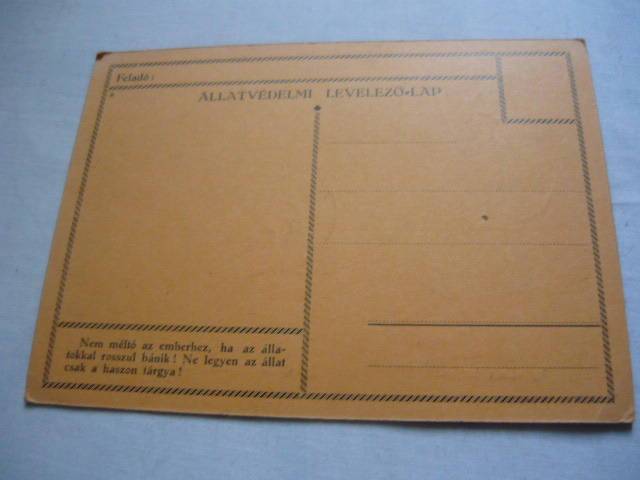 Feladó:
ÁLLATVÉDELMI LEVELEZŐ-LAP
Nem méltó az emberhez, ha az álla-
tokkal rosszul bánik! Ne legyen az állat
csak a haszon tárgya!